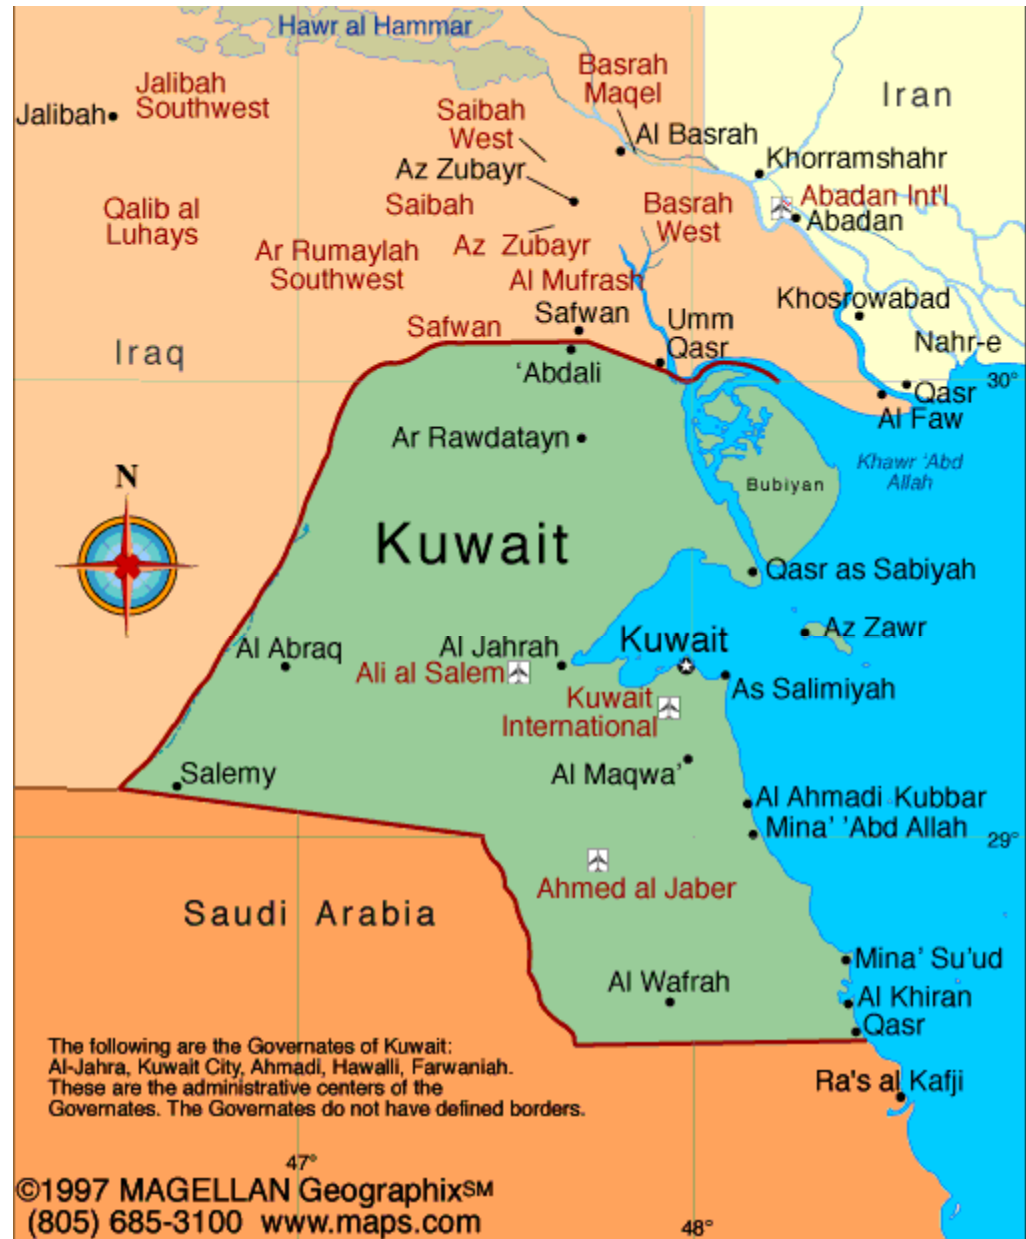 Hawr al Hammar
Basrah
Maqel
Iran
Jalibah
Jalibah
Southwest
Saibah
West
Al Basrah
Khorramshahr
Az Zubayr
Abadan Int'l
Abadan
Qalib al
Luhays
Saibah
Basrah
West
Ar Rumaylah
Southwest
Az Zubayr
Al Mufrash
Khosrowabad
Safwan
Safwan
Umm
Qasr
Nahr-e
Iraq
'Abdali
30°
Qasr
Al Faw
Ar Rawdatayn
Khawr 'Abd
Allah
N
Bubiyan
Kuwait
Qasr as Sabiyah
Az Zawr
Al Abraq
Al Jahrah
Kuwait
Ali al Salem
As Salimiyah
Kuwait
International
Salemy
Al Maqwa'
Al Ahmadi Kubbar
Mina' 'Abd Allah
29°
Ahmed al Jaber
Saudi Arabia
Mina' Su'ud
Al Wafrah
Al Khiran
Qasr
The following are the Governates of Kuwait:
Al-Jahra, Kuwait City, Ahmadi, Hawalli, Farwaniah.
These are the administrative centers of the
Governates. The Governates do not have defined borders.
Ra's al Kafji
47°
©1997 MAGELLAN Geographix℠
(805) 685-3100 www.maps.com
48°